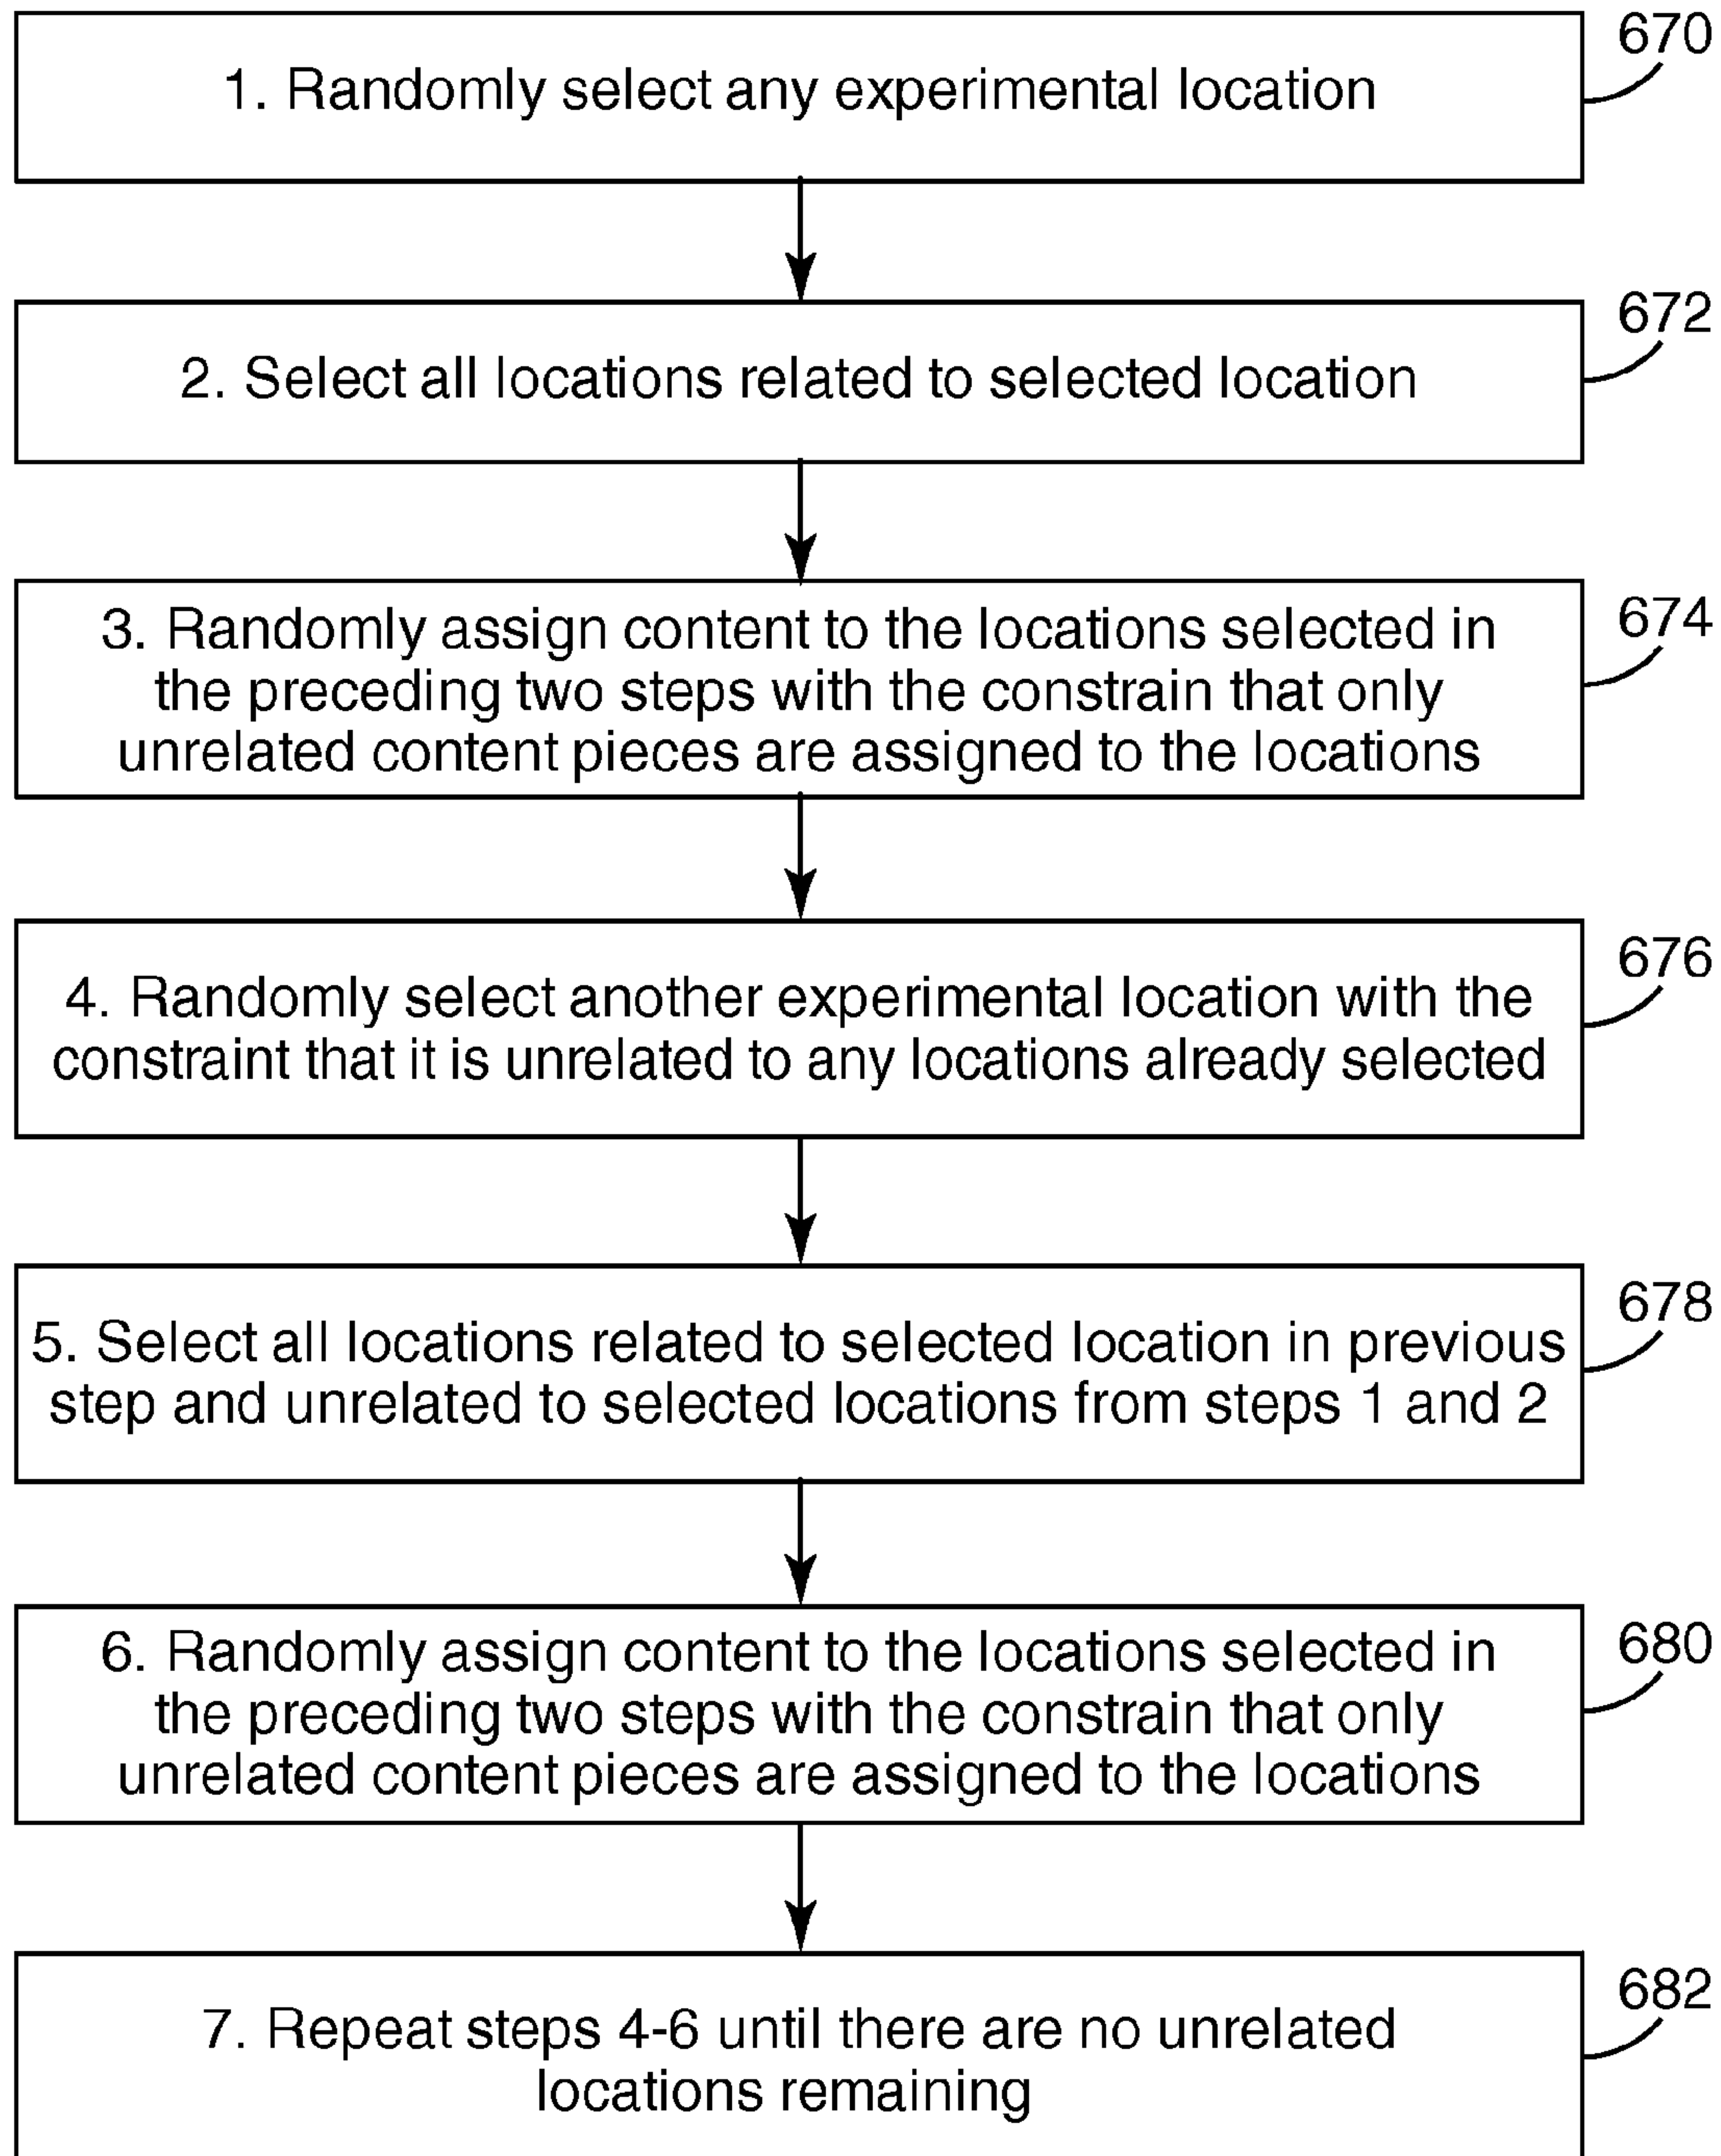 670
1. Randomly select any experimental location
672
2. Select all locations related to selected location
674
3. Randomly assign content to the locations selected in
the preceding two steps with the constrain that only
unrelated content pieces are assigned to the locations
676
4. Randomly select another experimental location with the
constraint that it is unrelated to any locations already selected
678
5. Select all locations related to selected location in previous
step and unrelated to selected locations from steps 1 and 2
680
6. Randomly assign content to the locations selected in
the preceding two steps with the constrain that only
unrelated content pieces are assigned to the locations
682
7. Repeat steps 4-6 until there are no unrelated
locations remaining